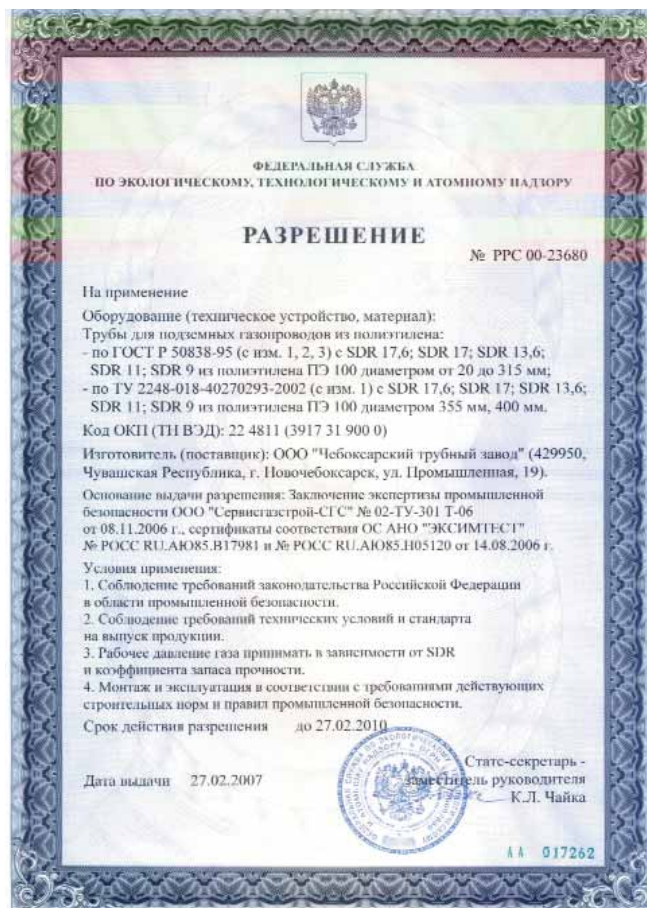 ФЕДЕРАЛЬНАЯ СЛУЖБА
ПО ЭКОЛОГИЧЕСКОМУ, ТЕХНОЛОГИЧЕСКОМУ И АТОМНОМУ НАДЗОРУ
РАЗРЕШЕНИЕ
№ РРС 00-23680
На применение
Оборудование (техническое устройство, материал):
Трубы для подземных газопроводов из полиэтилена:
- по ГОСТ Р 50838-95 (с изм. 1, 2, 3) с SDR 17,6; SDR 17; SDR 13,6;
SDR 11; SDR 9 из полиэтилена ПЭ 100 диаметром от 20 до 315 мм;
- по ТУ 2248-018-40270293-2002 (с изм. 1) с SDR 17,6; SDR 17; SDR 13,6;
SDR 11; SDR 9 из полиэтилена ПЭ 100 диаметром 355 мм, 400 мм.
Код ОКП (ТН ВЭД): 22 4811 (3917 31 900 0)
Изготовитель (поставщик): ООО "Чебоксарский трубный завод" (429950,
Чувашская Республика, г. Новочебоксарск, ул. Промышленная, 19).
Основание выдачи разрешения: Заключение экспертизы промышленной
безопасности ООО "Сервисгазстрой-СГС" № 02-ТУ-301 Т-06
от 08.11.2006 г., сертификаты соответствия ОС АНО "ЭКСИМТЕСТ"
№ РОСС RU.АЮ85.В17981 и № РОСС RU.АЮ85.Н05120 от 14.08.2006 г.
Условия применения:
1. Соблюдение требований законодательства Российской Федерации
в области промышленной безопасности.
2. Соблюдение требований технических условий и стандарта
на выпуск продукции.
3. Рабочее давление газа принимать в зависимости от SDR
и коэффициента запаса прочности.
4. Монтаж и эксплуатация в соответствии с требованиями действующих
строительных норм и правил промышленной безопасности.
Срок действия разрешения до 27.02.2010
Дата выдачи 27.02.2007
Статс-секретарь -
заместитель руководителя
К.Л. Чайка
АА 017262